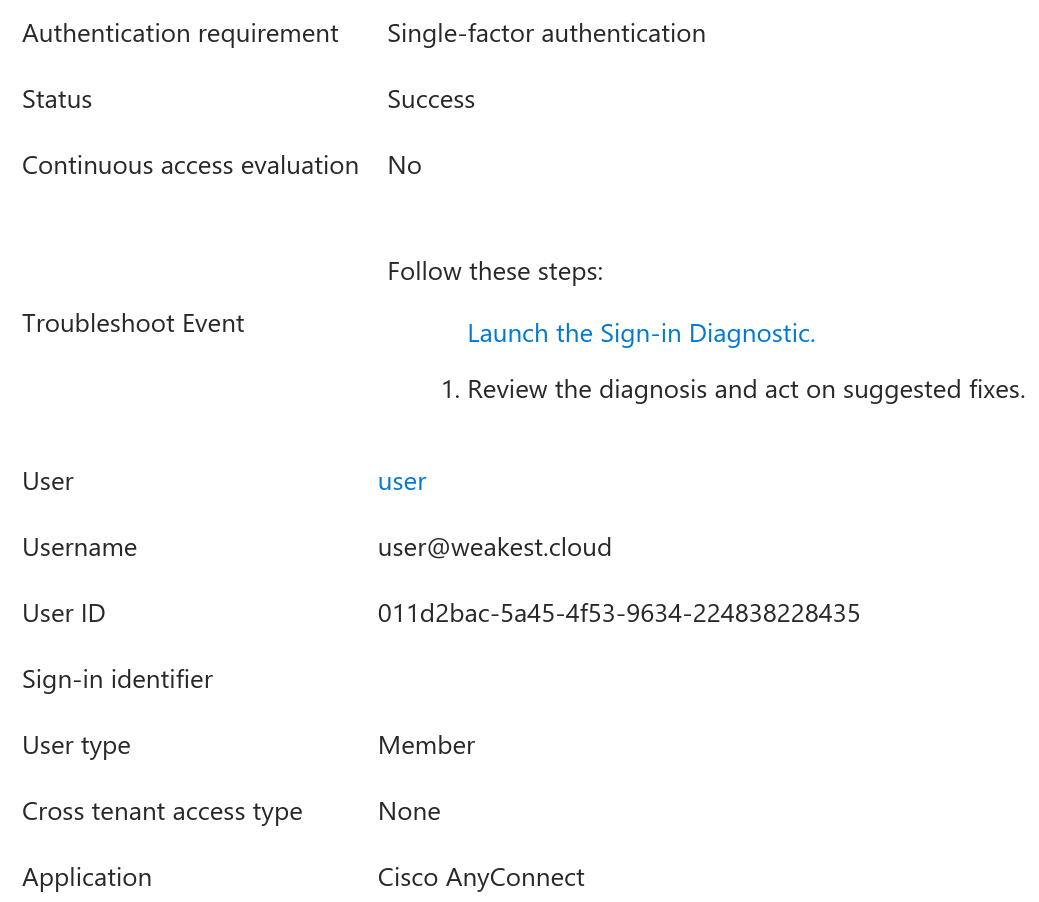 Authentication requirement Single-factor authentication
Status Success
Continuous access evaluation No
Follow these steps:
Troubleshoot Event
Launch the Sign-in Diagnostic.
1. Review the diagnosis and act on suggested fixes.
User user
Username user@weakest.cloud
User ID 011d2bac-5a45-4f53-9634-224838228435
Sign-in identifier
User type Member
Cross tenant access type None
Application Cisco AnyConnect